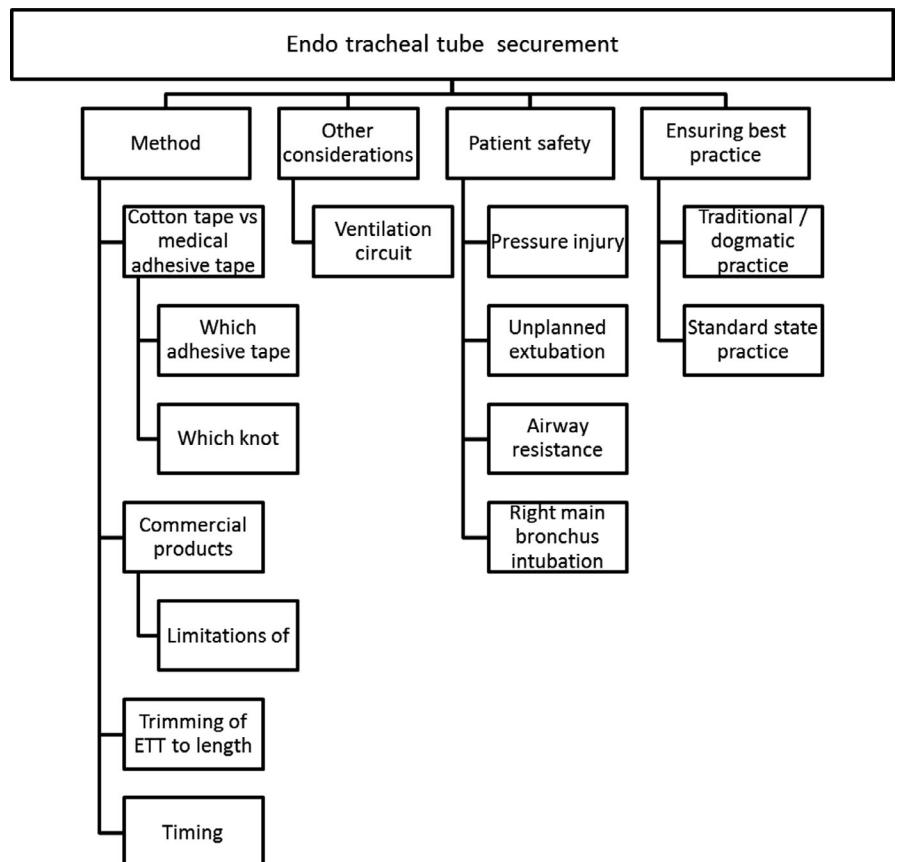 Endo tracheal tube securement
Method
Other
considerations
Patient safety
Ensuring best
practice
Cotton tape vs
medical
adhesive tape
Which
adhesive tape
Which knot
Commercial
products
Limitations of
Trimming of
ETT to length
Timing
Ventilation
circuit
Pressure injury
Unplanned
extubation
Airway
resistance
Right main
bronchus
intubation
Traditional /
dogmatic
practice
Standard state
practice